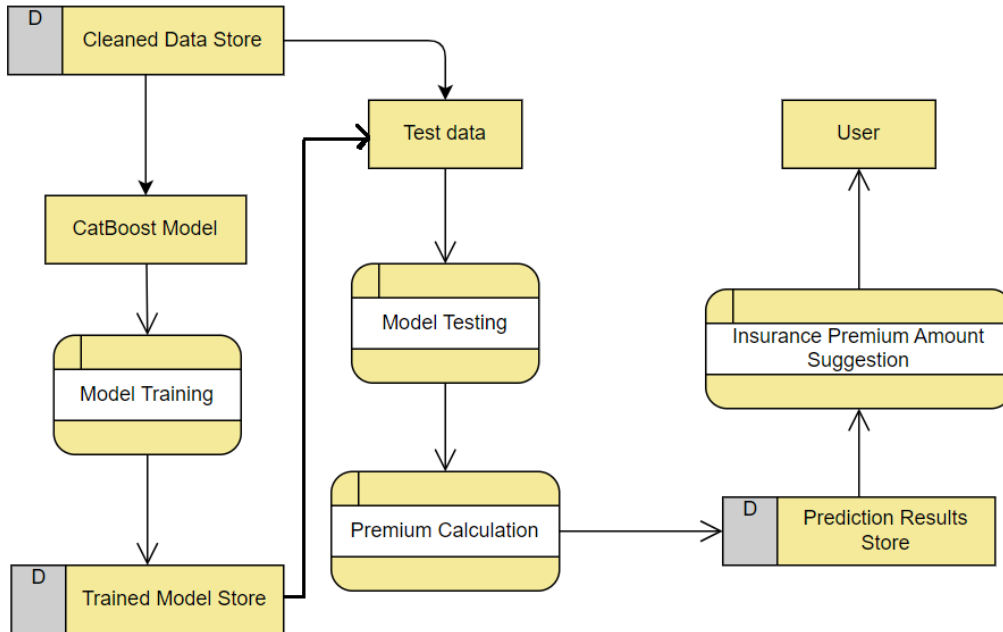 D
Cleaned Data Store
Test data
User
CatBoost Model
Model Training
Model Testing
Insurance Premium Amount
Suggestion
D
Trained Model Store
Premium Calculation
D
Prediction Results
Store